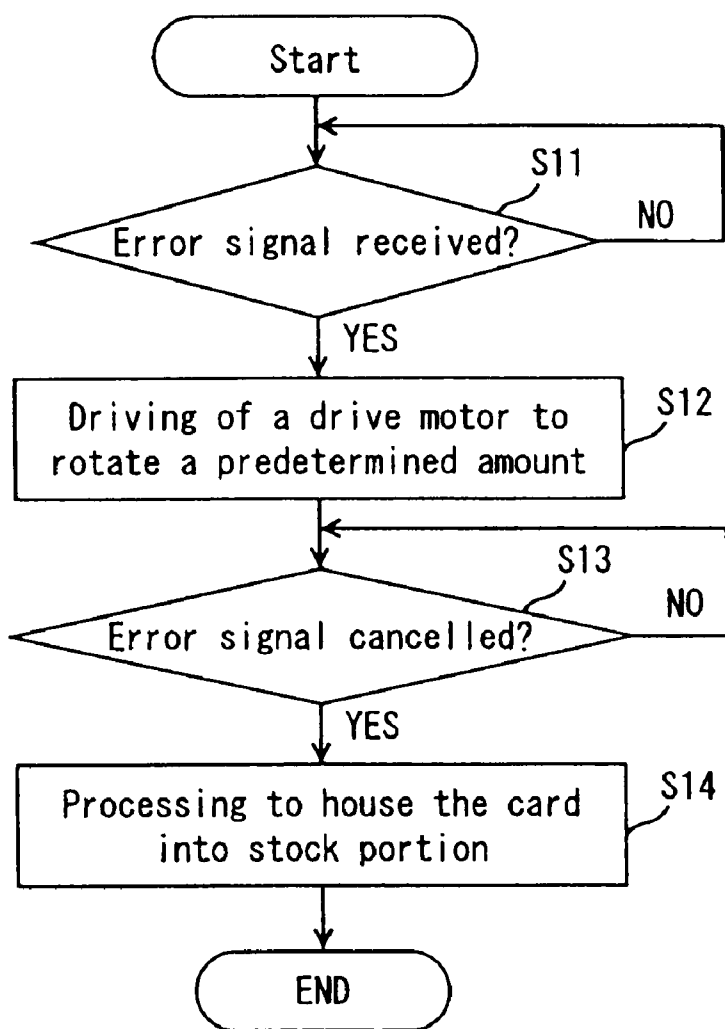 Start
S11
Error signal received?
NO
YES
S12
Driving of a drive motor to
rotate a predetermined amount
S13
Error signal cancelled?
NO
YES
S14
Processing to house the card
into stock portion
END